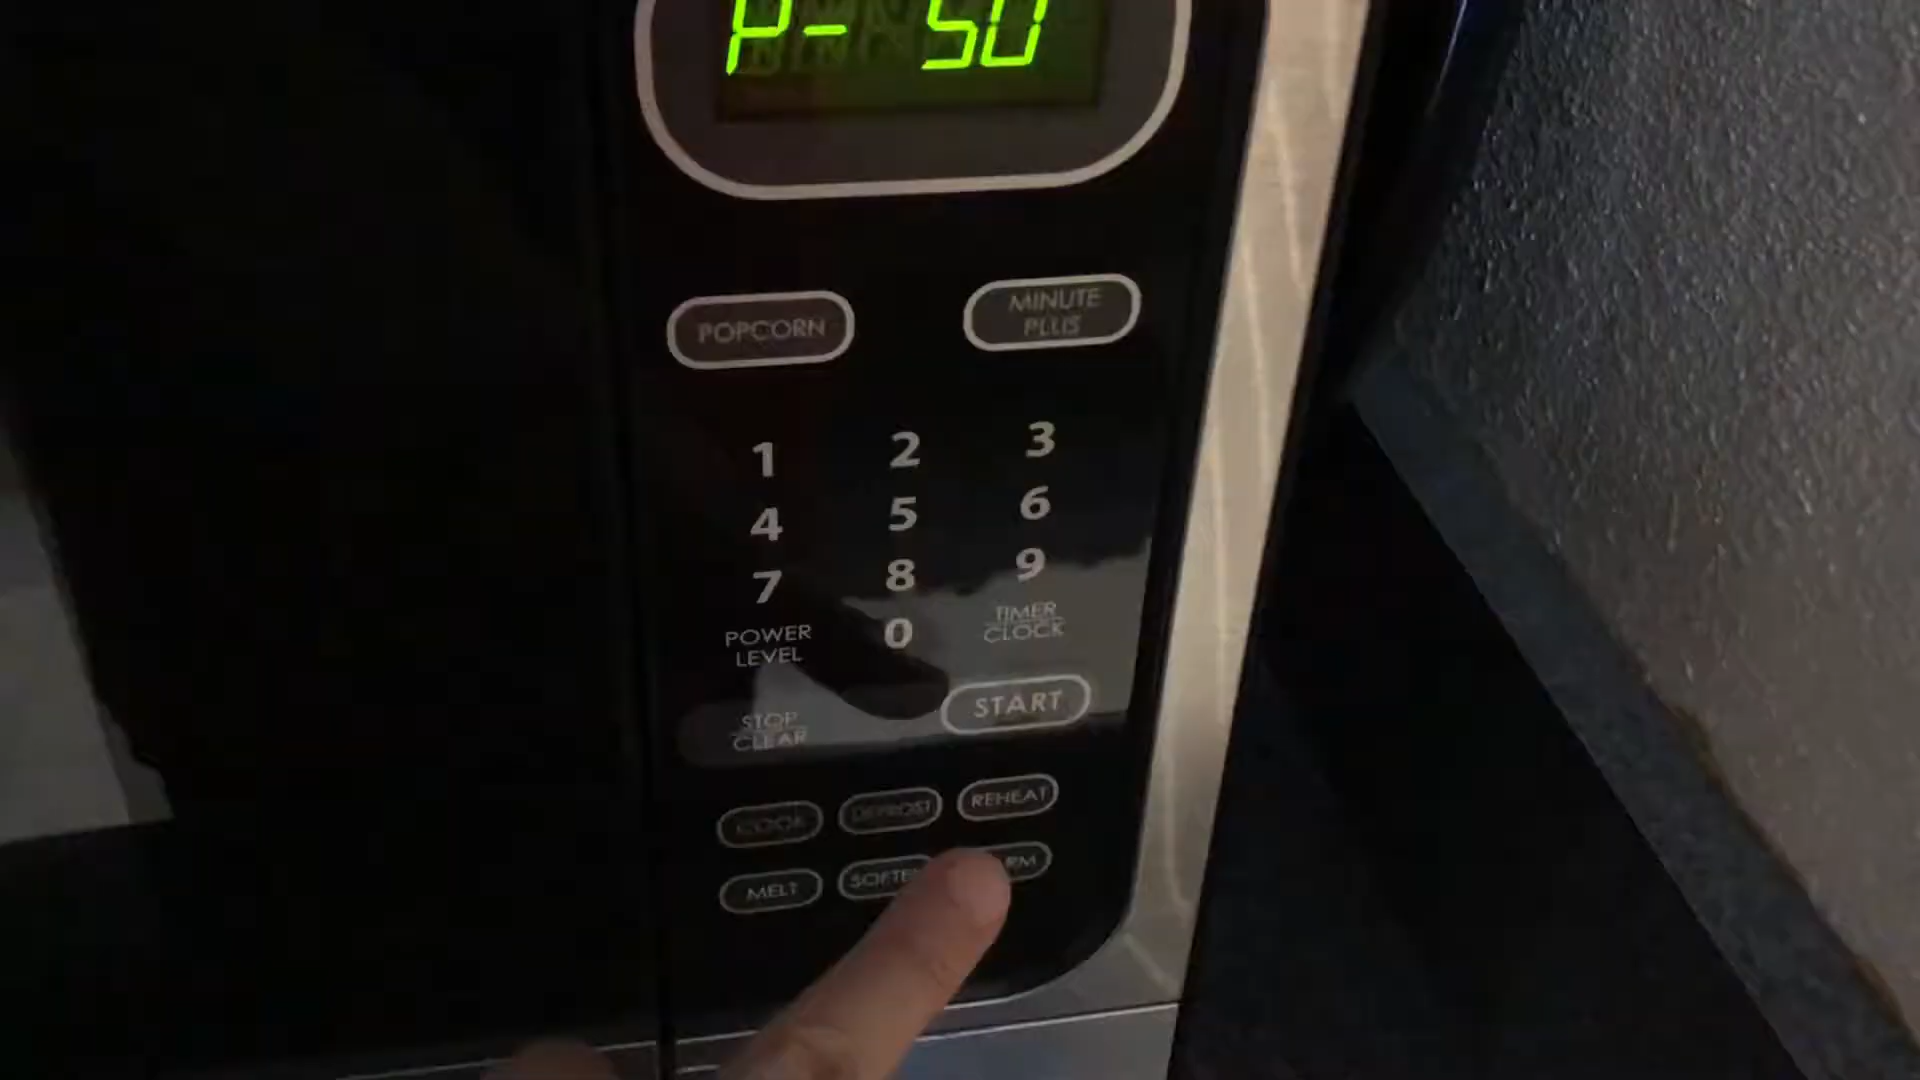 P- 50
POPCORN
MINUTE
PLUS
1 2 3
4 5 6
7 8 9
POWER
LEVEL
0
TIMER
CLOCK
STOP
CLEAR
START
COOK DEFROST REHEAT
MELT